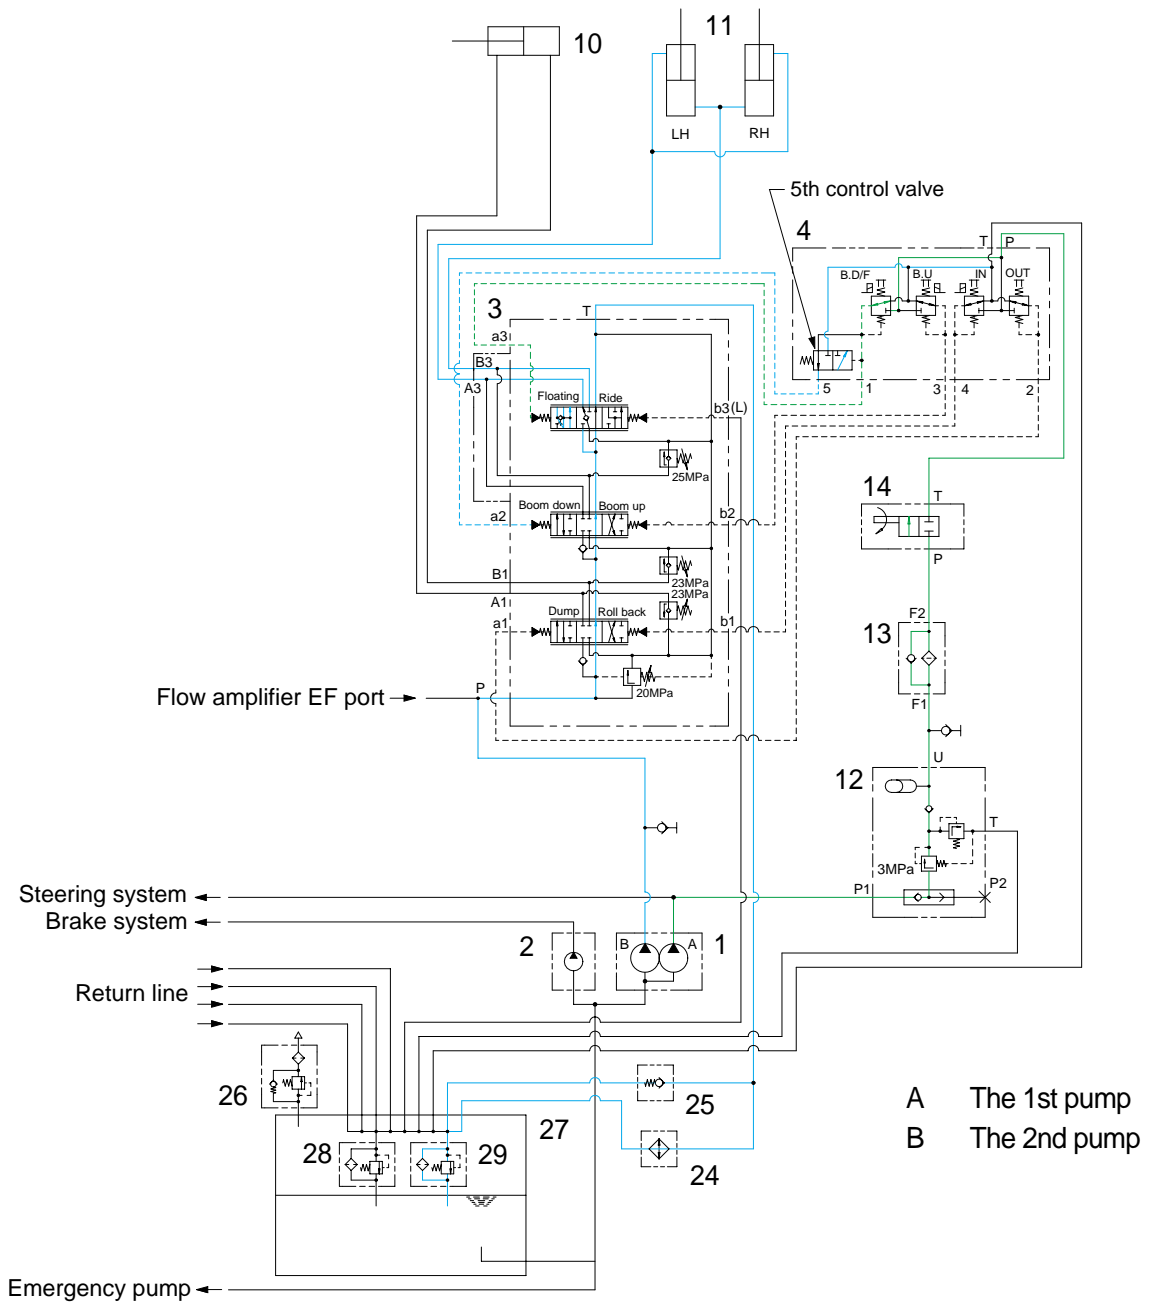 10
11
LH
RH
5th control valve
4
T
P
B.D/F
B.U
IN
OUT
5
1
3
4
2
3
T
a3
B3
A3
Floating
Ride
b3(L)
25MPa
Boom down
Boom up
a2
b2
B1
23MPa
23MPa
A1
Dump
Roll back
a1
b1
20MPa
Flow amplifier EF port
P
14
T
P
F2
13
F1
U
12
T
3MPa
P1
P2
Steering system
Brake system
2
B
A
1
Return line
26
25
27
28
29
24
A The 1st pump
B The 2nd pump
Emergency pump